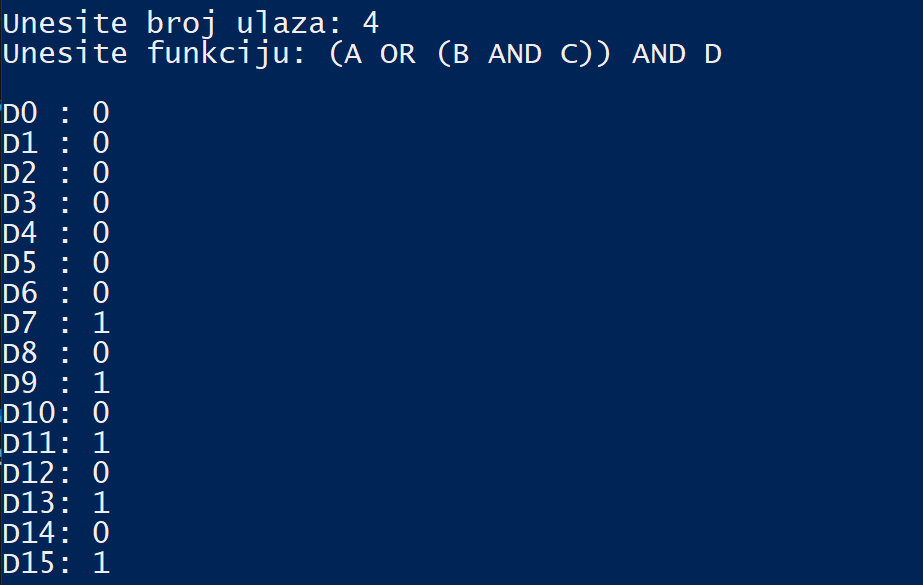 Unesite broj ulaza: 4
Unesite funkciju: (A OR (B AND C)) AND D
D0 : 0
D1 : 0
D2 : 0
D3 : 0
D4 : 0
D5 : 0
D6 : 0
D7 : 1
D8 : 0
D9 : 1
D10: 0
D11: 1
D12: 0
D13: 1
D14: 0
D15: 1